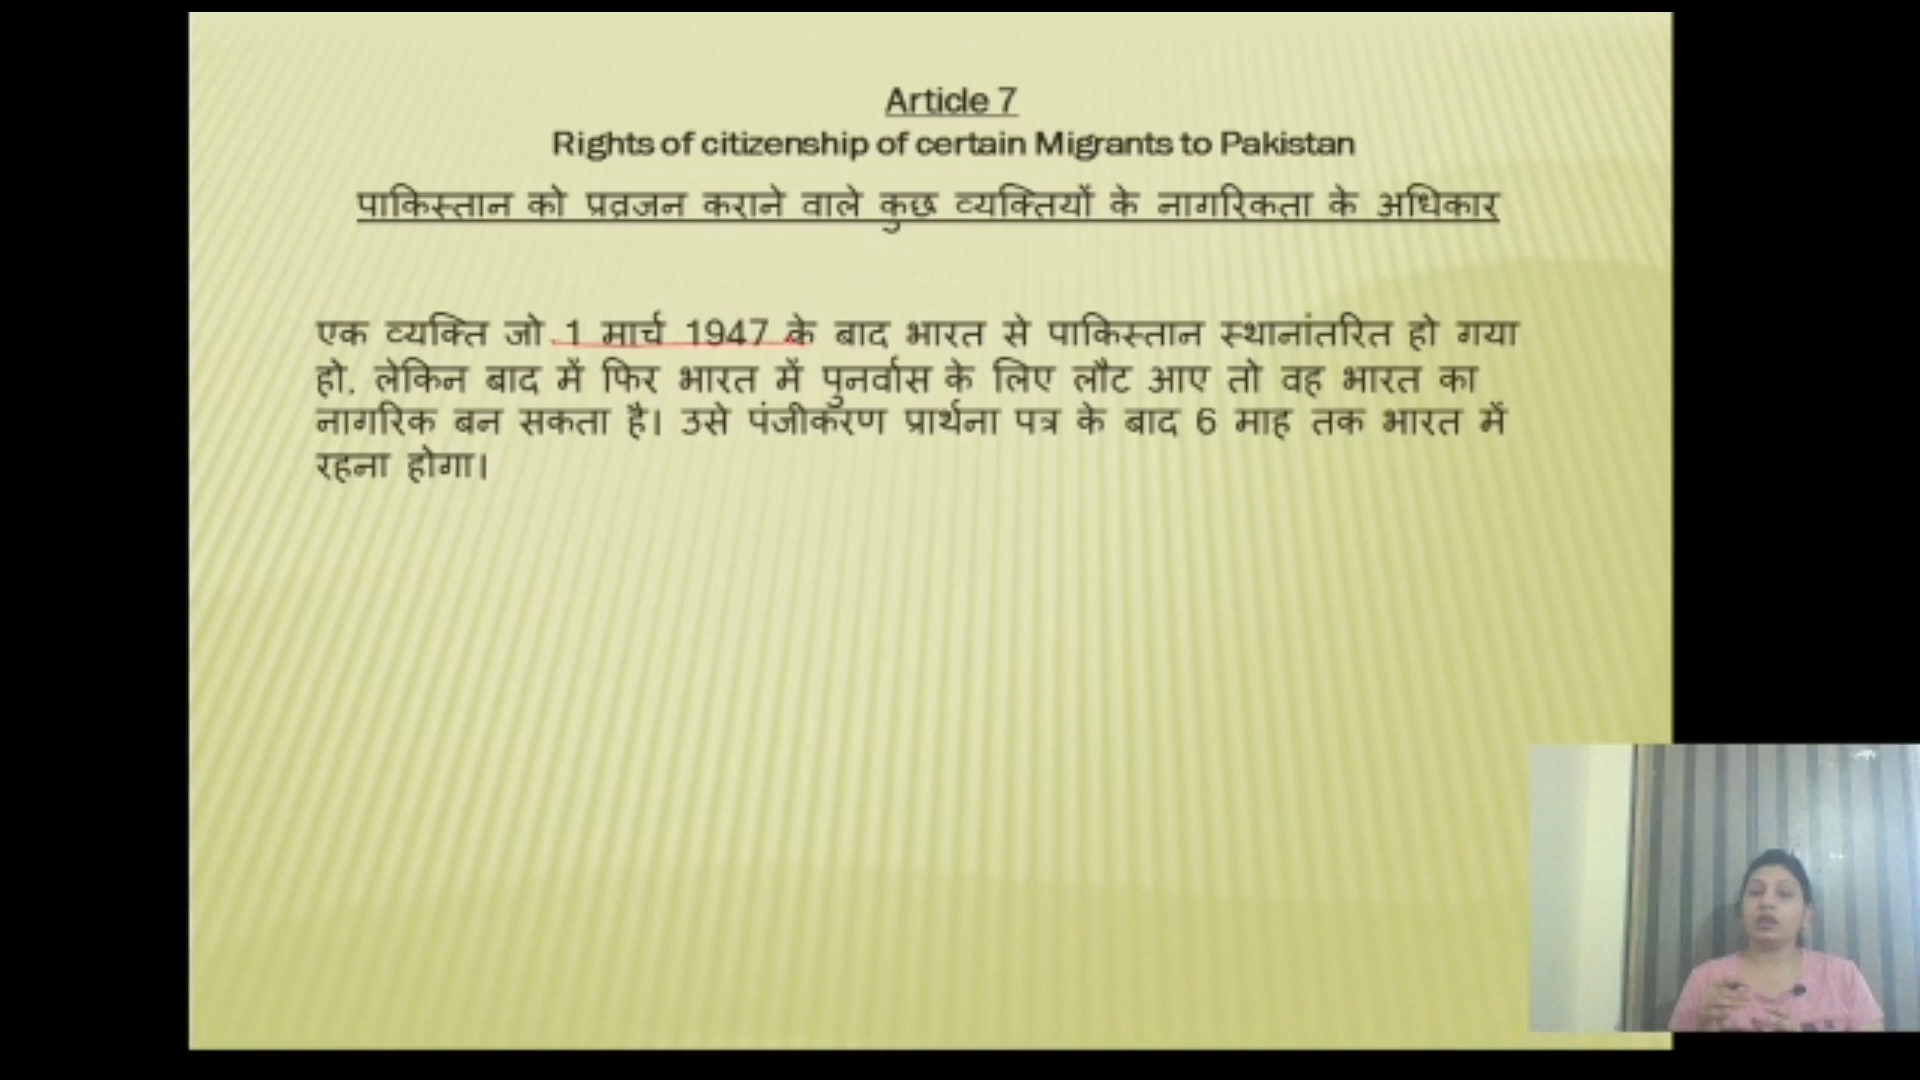 Article 7
Rights of citizenship of certain Migrants to Pakistan
पाकिस्तान को प्रव्रजन कराने वाले कुछ व्यक्तियों के नागरिकता के अधिकार
एक व्यक्ति जो 1 मार्च 1947 के बाद भारत से पाकिस्तान स्थानांतरित हो गया
हो, लेकिन बाद में फिर भारत में पुनर्वास के लिए लौट आए तो वह भारत का
नागरिक बन सकता है। उसे पंजीकरण प्रार्थना पत्र के बाद 6 माह तक भारत में
रहना होगा।